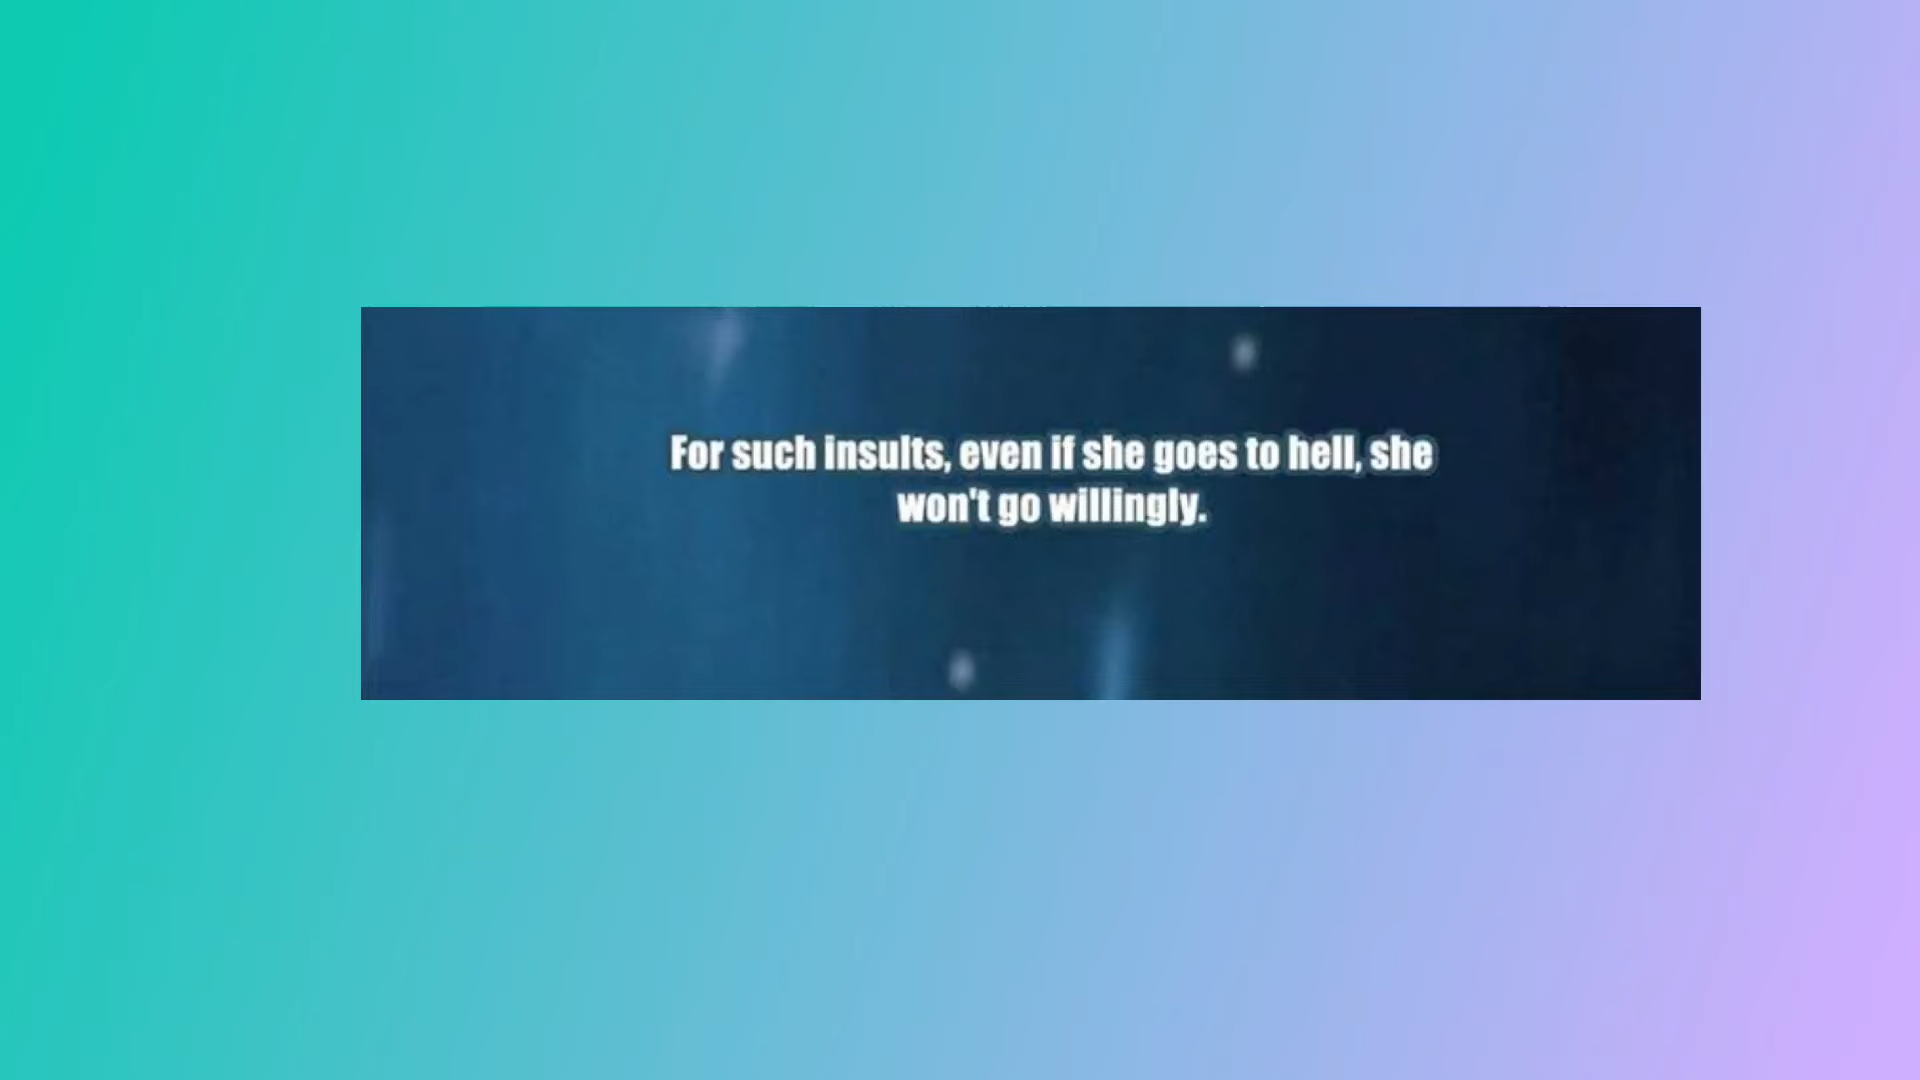 For such insults, even if she goes to hell, she
won't go willingly.